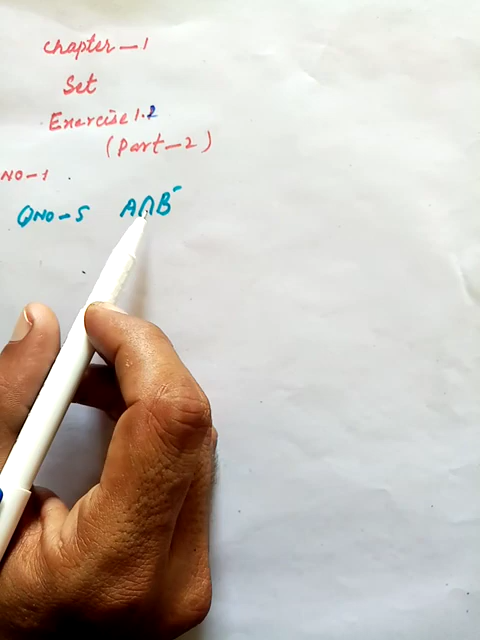 Chapter - 1
Set
Exercise 1.2
(Part - 2)
NO - 1
QNO - 5 A∩B‾